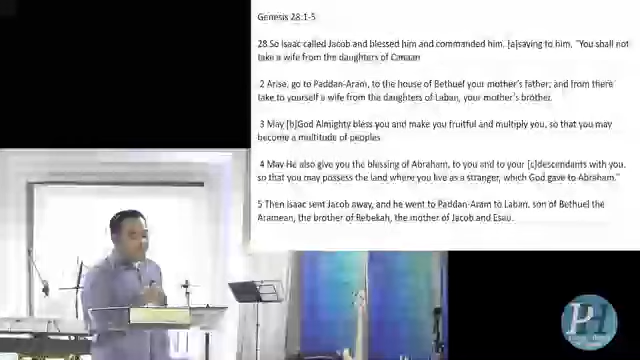 Genesis 28:1-5
28 So Isaac called Jacob and blessed him and commanded him, [a]saying to him, "You shall not
take a wife from the daughters of Canaan
2 Arise, go to Paddan-Aram, to the house of Bethuel your mother's father; and from there
take to yourself a wife from the daughters of Laban, your mother's brother.
3 May [b]God Almighty bless you and make you fruitful and multiply you, so that you may
become a multitude of peoples
4 May He also give you the blessing of Abraham, to you and to your [c]descendants with you,
so that you may possess the land where you live as a stranger, which God gave to Abraham."
5 Then Isaac sent Jacob away, and he went to Paddan-Aram to Laban, son of Bethuel the
Aramean, the brother of Rebekah, the mother of Jacob and Esau.